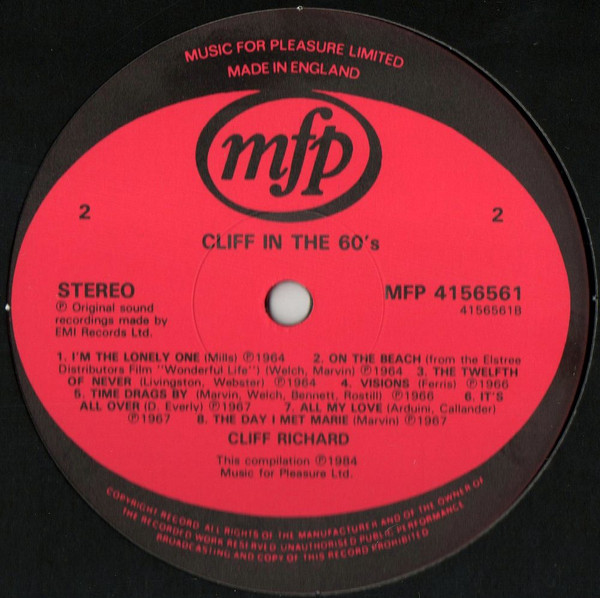 MUSIC FOR PLEASURE LIMITED
MADE IN ENGLAND
mfp
2
2
CLIFF IN THE 60's
STEREO
MFP 4156561
4156561B
℗ Original sound
recordings made by
EMI Records Ltd.
1. I'M THE LONELY ONE (Mills) ℗1964 2. ON THE BEACH (from the Elstree
Distributors Film "Wonderful Life") (Welch, Marvin) ℗1964 3. THE TWELFTH
OF NEVER (Livingston, Webster) ℗1964 4. VISIONS (Ferris) ℗1966
5. TIME DRAGS BY (Marvin, Welch, Bennett, Rostill) ℗1966 6. IT'S
ALL OVER (D. Everly) ℗1967 7. ALL MY LOVE (Arduini, Callander)
℗1967 8. THE DAY I MET MARIE (Marvin) ℗1967
CLIFF RICHARD
This compilation ℗1984
Music for Pleasure Ltd.
COPYRIGHT RECORD ALL RIGHTS OF THE MANUFACTURER AND OF THE OWNER OF
THE RECORDED WORK RESERVED UNAUTHORISED PUBLIC PERFORMANCE
BROADCASTING AND COPY OF THIS RECORD PROHIBITED